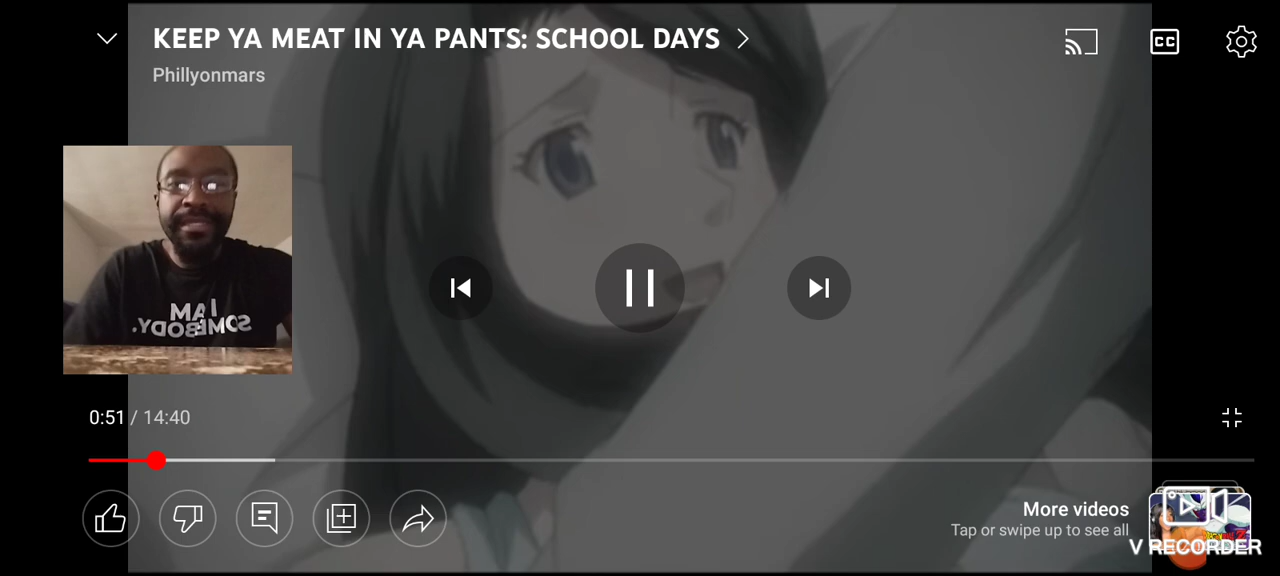 KEEP YA MEAT IN YA PANTS: SCHOOL DAYS
Phillyonmars
CC
I AM
SOMEBODY.
0:51 / 14:40
More videos
Tap or swipe up to see all
V RECORDER